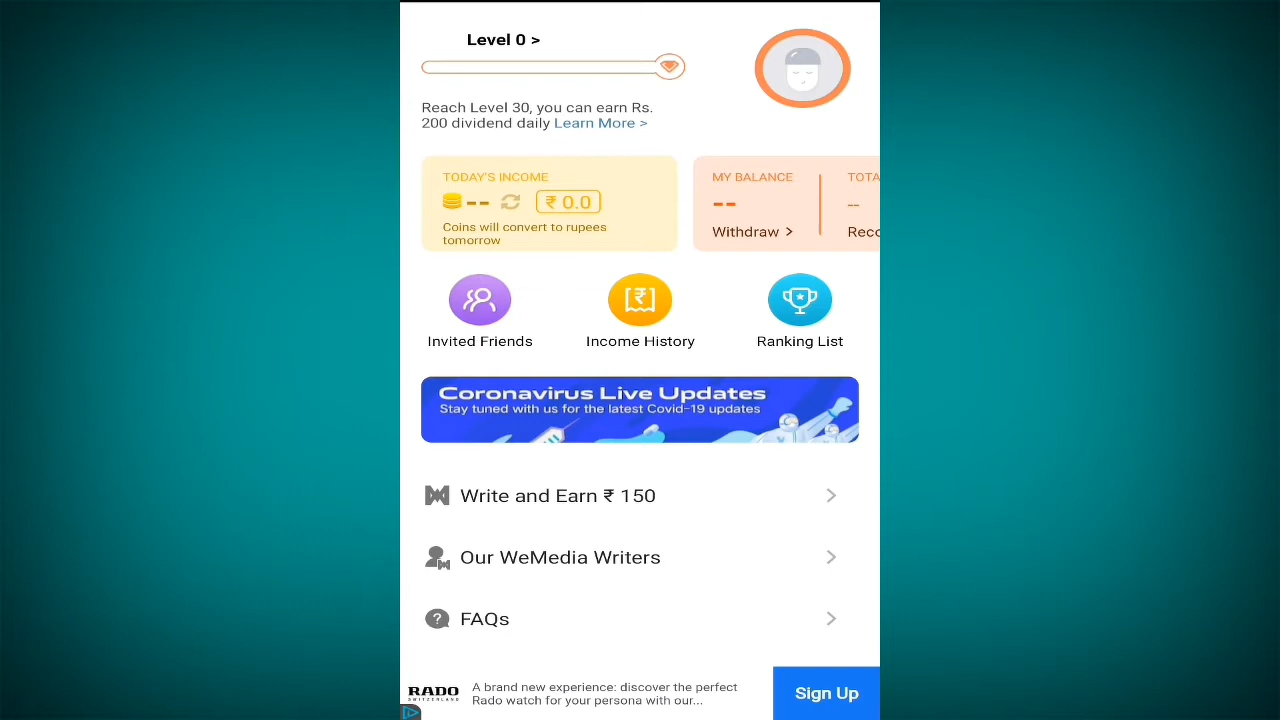 Level 0 >
Reach Level 30, you can earn Rs.
200 dividend daily Learn More >
TODAY'S INCOME
-- ₹ 0.0
Coins will convert to rupees
tomorrow
MY BALANCE
--
Withdraw >
TOTA
--
Reco
Invited Friends
Income History
Ranking List
Coronavirus Live Updates
Stay tuned with us for the latest Covid-19 updates
Write and Earn ₹ 150
Our WeMedia Writers
FAQs
RADO
SWITZERLAND
A brand new experience: discover the perfect
Rado watch for your persona with our...
Sign Up